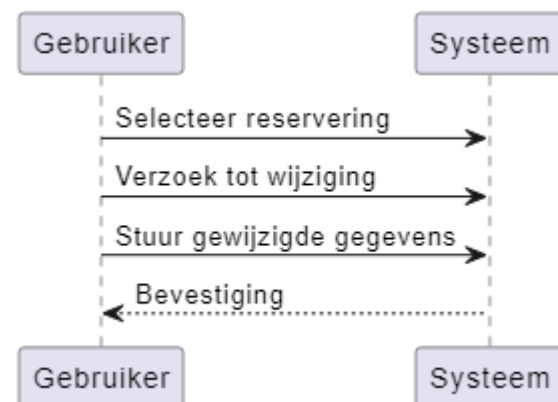 Gebruiker
Systeem
Selecteer reservering
Verzoek tot wijziging
Stuur gewijzigde gegevens
Bevestiging
Gebruiker
Systeem